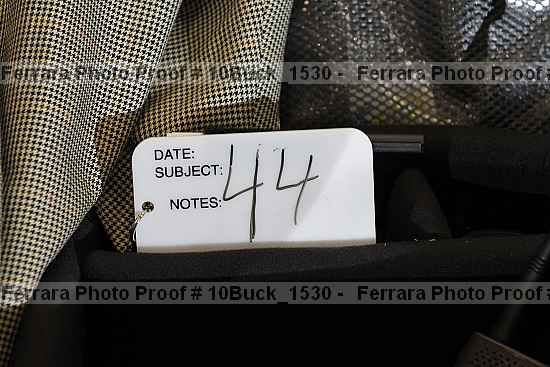 Ferrara Photo Proof # 10Buck_1530 - Ferrara Photo Proof #
DATE:
SUBJECT:
44
NOTES:
Ferrara Photo Proof # 10Buck_1530 - Ferrara Photo Proof #